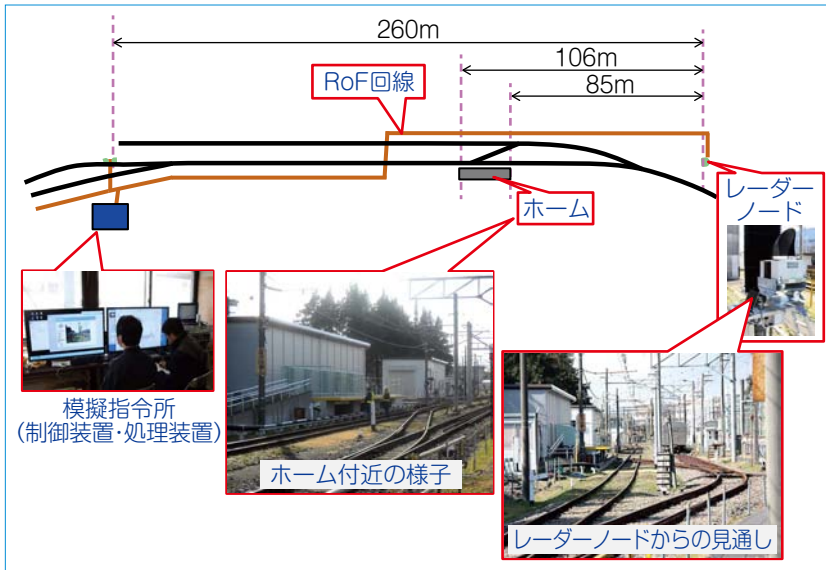 260m
106m
85m
RoF回線
ホーム
レーダー
ノード
模擬指令所
(制御装置・処理装置)
ホーム付近の様子
レーダーノードからの見通し